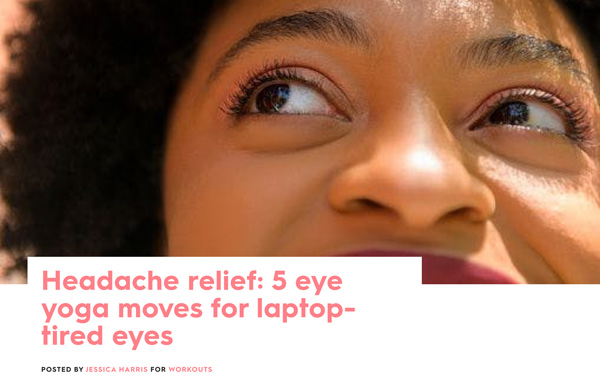 Headache relief: 5 eye
yoga moves for laptop-
tired eyes
POSTED BY JESSICA HARRIS FOR WORKOUTS